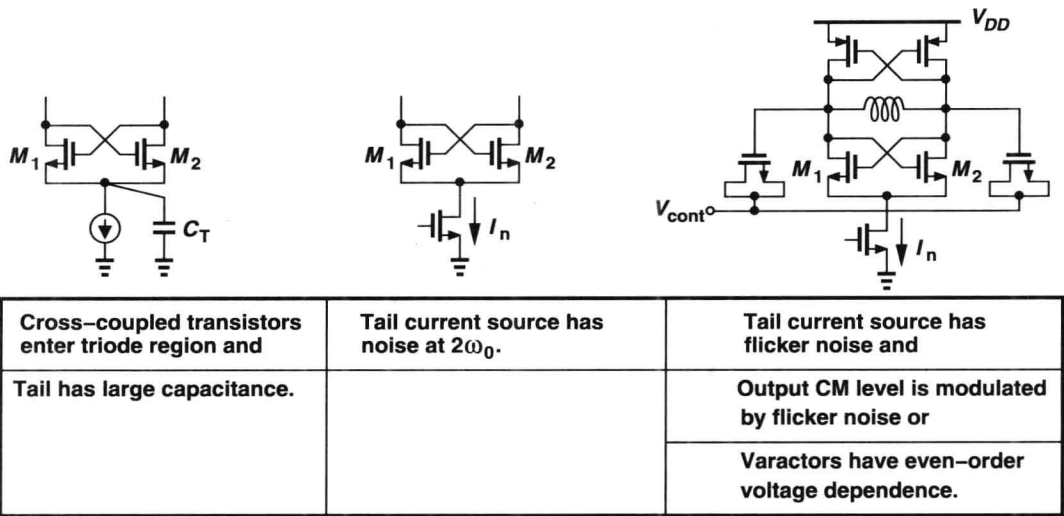 V_DD
M_1
M_2
C_T
M_1
M_2
I_n
M_1
M_2
V_cont
I_n
Cross–coupled transistors
enter triode region and
Tail has large capacitance.
Tail current source has
noise at 2ω_0.
Tail current source has
flicker noise and
Output CM level is modulated
by flicker noise or
Varactors have even–order
voltage dependence.